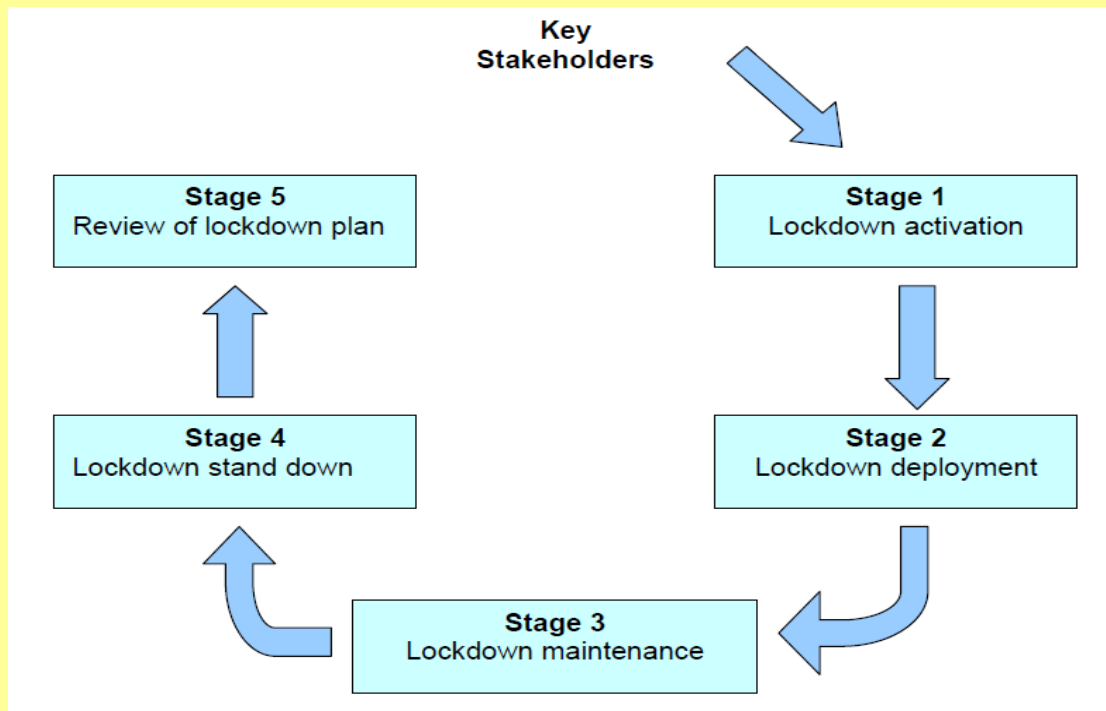 Key
Stakeholders
Stage 1
Lockdown activation
Stage 2
Lockdown deployment
Stage 3
Lockdown maintenance
Stage 4
Lockdown stand down
Stage 5
Review of lockdown plan